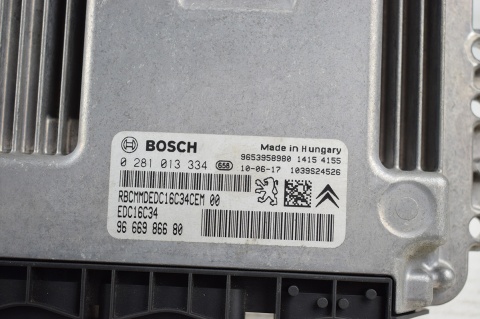 BOSCH
Made in Hungary
9653958980 1415 4155
0 281 013 334 658 10-06-17 1039S24526
RBCMMDEDC16C34CEM 00
EDC16C34
96 669 866 80